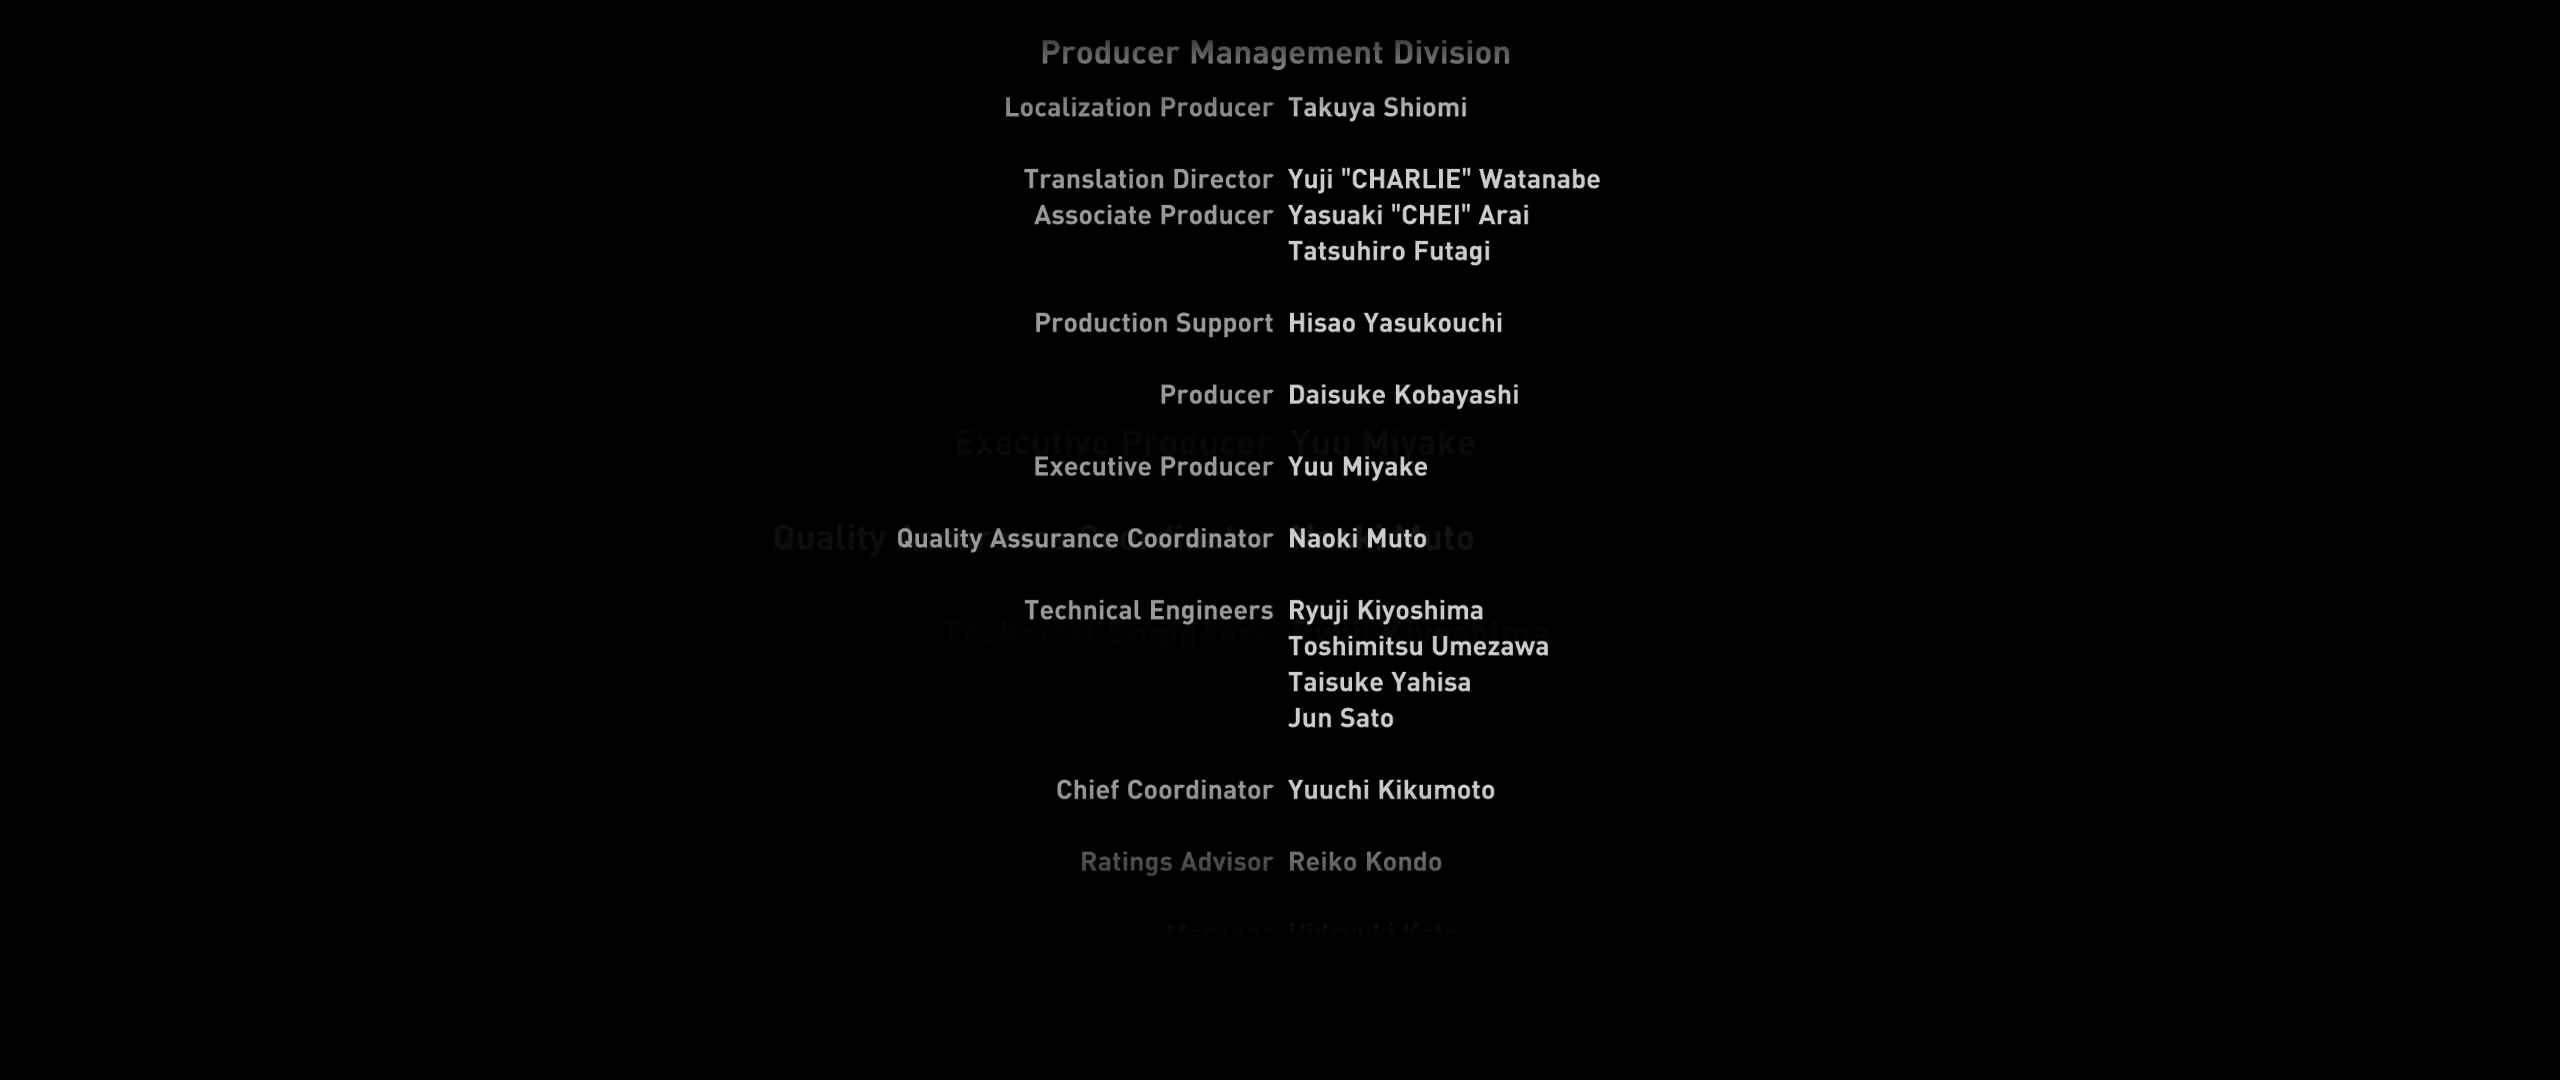 Producer Management Division
Localization Producer Takuya Shiomi
Translation Director Yuji "CHARLIE" Watanabe
Associate Producer Yasuaki "CHEI" Arai
Tatsuhiro Futagi
Production Support Hisao Yasukouchi
Producer Daisuke Kobayashi
Executive Producer Yuu Miyake
Executive Producer Yuu Miyake
Quality Assurance Coordinator Naoki Muto
Technical Engineers Ryuji Kiyoshima
Toshimitsu Umezawa
Taisuke Yahisa
Jun Sato
Chief Coordinator Yuuchi Kikumoto
Ratings Advisor Reiko Kondo
Manager Hideyuki Kato